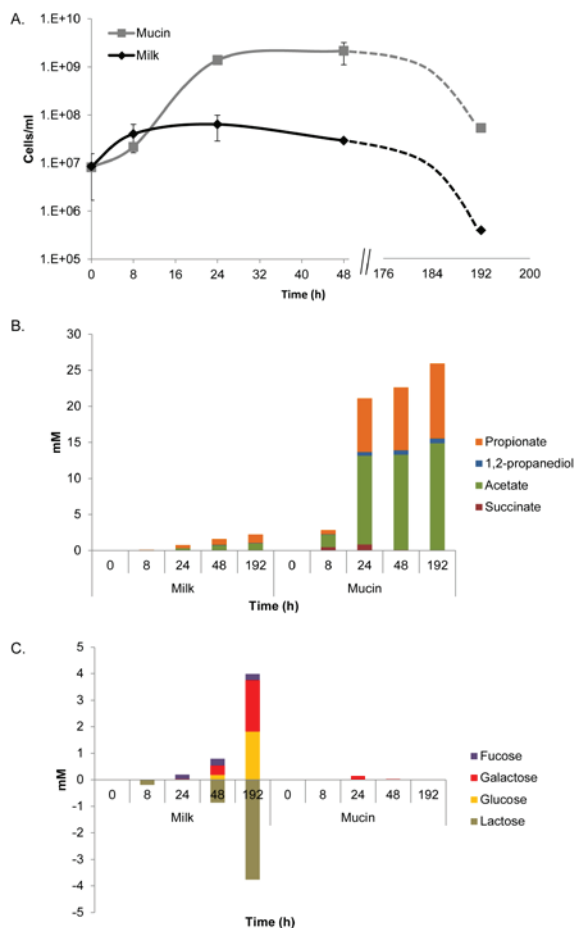 A.
1.E+10
1.E+09
1.E+08
1.E+07
1.E+06
1.E+05
Cells/ml
Mucin
Milk
0 8 16 24 32 40 48 // 176 184 192 200
Time (h)
B.
30
25
20
15
10
5
0
mM
Propionate
1,2-propanediol
Acetate
Succinate
0 8 24 48 192 0 8 24 48 192
Milk Mucin
Time (h)
C.
5
4
3
2
1
0
-1
-2
-3
-4
-5
mM
Fucose
Galactose
Glucose
Lactose
0 8 24 48 192 0 8 24 48 192
Milk Mucin
Time (h)